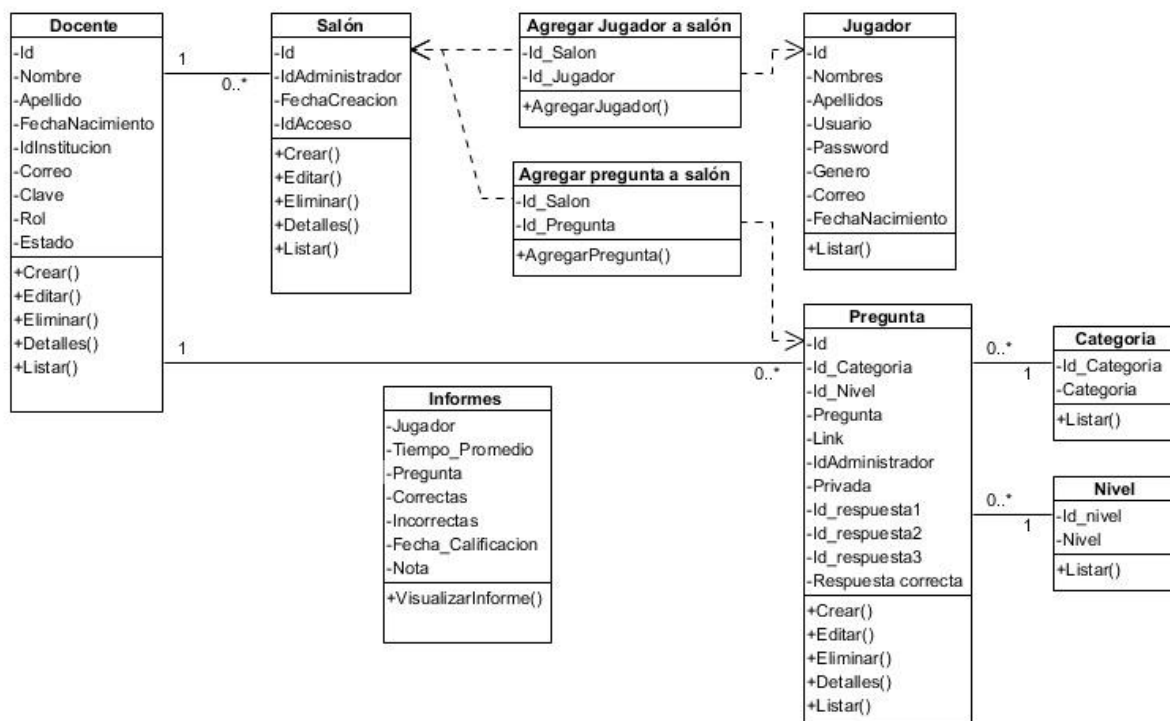 Docente
-Id
-Nombre
-Apellido
-FechaNacimiento
-IdInstitucion
-Correo
-Clave
-Rol
-Estado
+Crear()
+Editar()
+Eliminar()
+Detalles()
+Listar()
1
0..*
Salón
-Id
-IdAdministrador
-FechaCreacion
-IdAcceso
+Crear()
+Editar()
+Eliminar()
+Detalles()
+Listar()
Agregar Jugador a salón
-Id_Salon
-Id_Jugador
+AgregarJugador()
Agregar pregunta a salón
-Id_Salon
-Id_Pregunta
+AgregarPregunta()
Jugador
-Id
-Nombres
-Apellidos
-Usuario
-Password
-Genero
-Correo
-FechaNacimiento
+Listar()
1
0..*
Informes
-Jugador
-Tiempo_Promedio
-Pregunta
-Correctas
-Incorrectas
-Fecha_Calificacion
-Nota
+VisualizarInforme()
Pregunta
-Id
-Id_Categoria
-Id_Nivel
-Pregunta
-Link
-IdAdministrador
-Privada
-Id_respuesta1
-Id_respuesta2
-Id_respuesta3
-Respuesta correcta
+Crear()
+Editar()
+Eliminar()
+Detalles()
+Listar()
0..*
1
Categoria
-Id_Categoria
-Categoria
+Listar()
0..*
1
Nivel
-Id_nivel
-Nivel
+Listar()